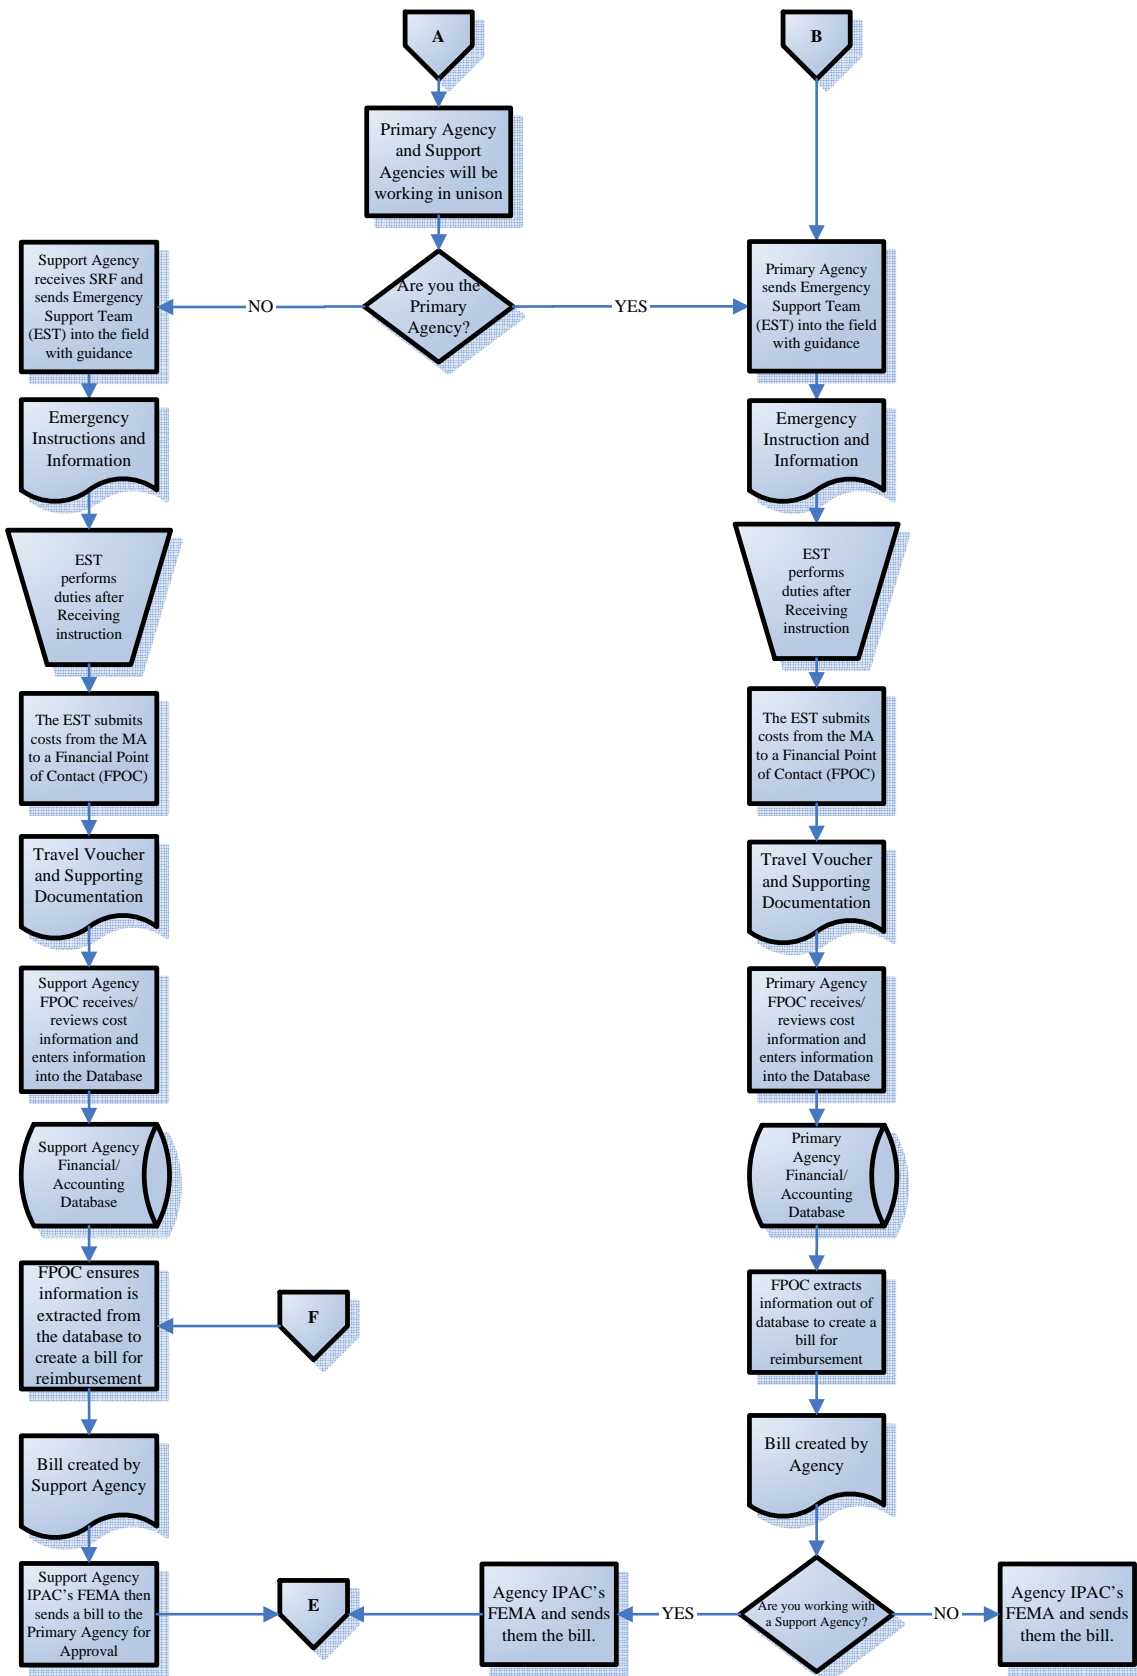 A
B
Primary Agency
and Support
Agencies will be
working in unison
Support Agency
receives SRF and
sends Emergency
Support Team
(EST) into the field
with guidance
NO
Are you the
Primary
Agency?
YES
Primary Agency
sends Emergency
Support Team
(EST) into the field
with guidance
Emergency
Instructions and
Information
Emergency
Instruction and
Information
EST
performs
duties after
Receiving
instruction
EST
performs
duties after
Receiving
instruction
The EST submits
costs from the MA
to a Financial Point
of Contact (FPOC)
The EST submits
costs from the MA
to a Financial Point
of Contact (FPOC)
Travel Voucher
and Supporting
Documentation
Travel Voucher
and Supporting
Documentation
Support Agency
FPOC receives/
reviews cost
information and
enters information
into the Database
Primary Agency
FPOC receives/
reviews cost
information and
enters information
into the Database
Support Agency
Financial/
Accounting
Database
Primary
Agency
Financial/
Accounting
Database
FPOC ensures
information is
extracted from
the database to
create a bill for
reimbursement
F
FPOC extracts
information out of
database to create a
bill for
reimbursement
Bill created by
Support Agency
Bill created by
Agency
Support Agency
IPAC's FEMA then
sends a bill to the
Primary Agency for
Approval
E
Agency IPAC's
FEMA and sends
them the bill.
YES
Are you working with
a Support Agency?
NO
Agency IPAC's
FEMA and sends
them the bill.